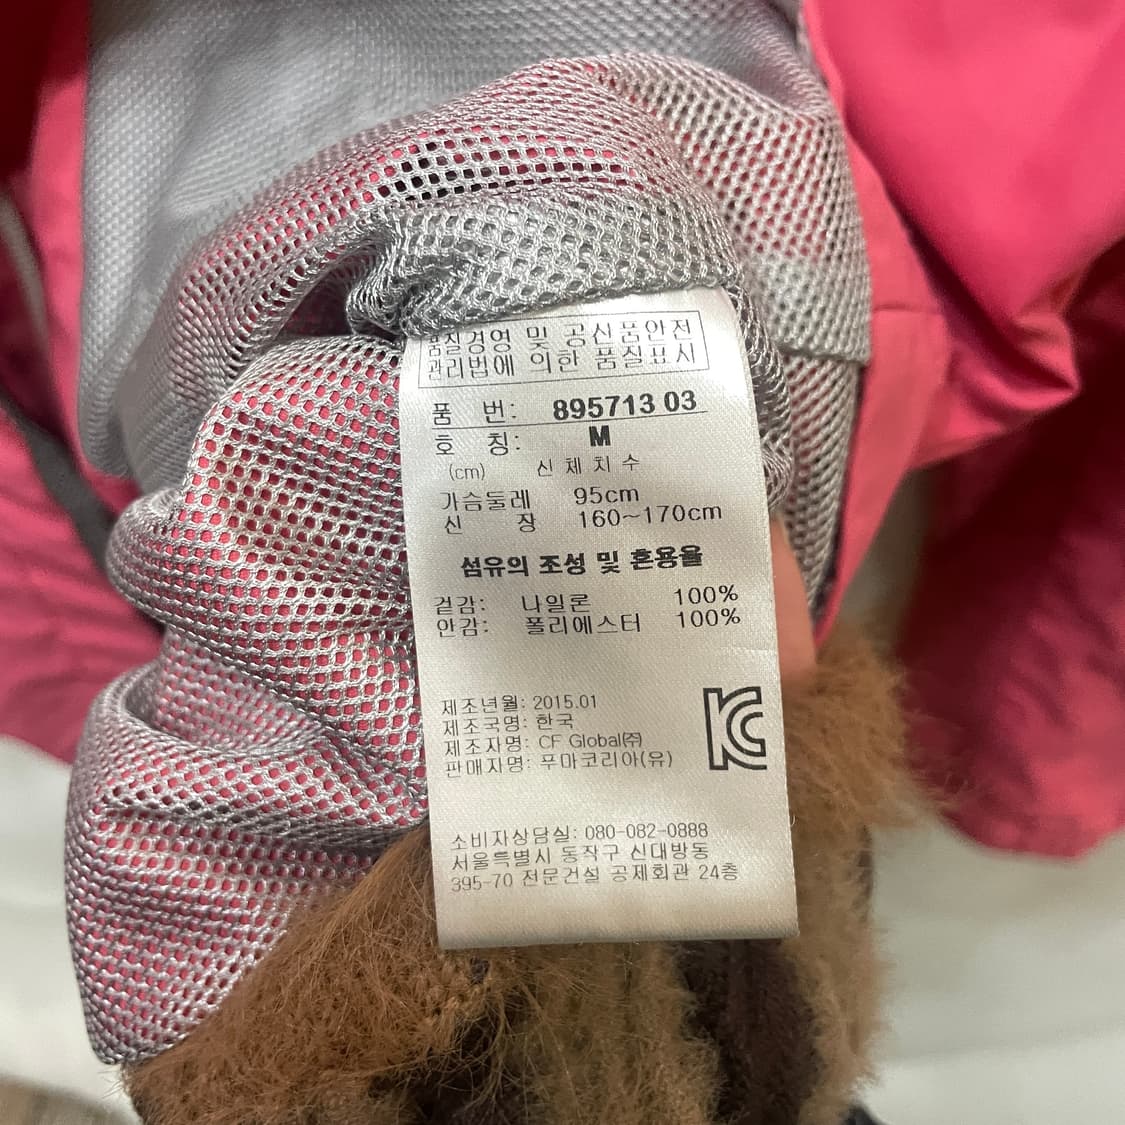 품질경영 및 공신품안전
관리법에 의한 품질표시
품 번: 895713 03
호 칭: M
(cm) 신체치수
가슴둘레 95cm
신 장 160~170cm
섬유의 조성 및 혼용율
겉감: 나일론 100%
안감: 폴리에스터 100%
제조년월: 2015.01
제조국명: 한국
제조자명: CF Global㈜
판매자명: 푸마코리아(유)
KC
소비자상담실: 080-082-0888
서울특별시 동작구 신대방동
395-70 전문건설 공제회관 24층